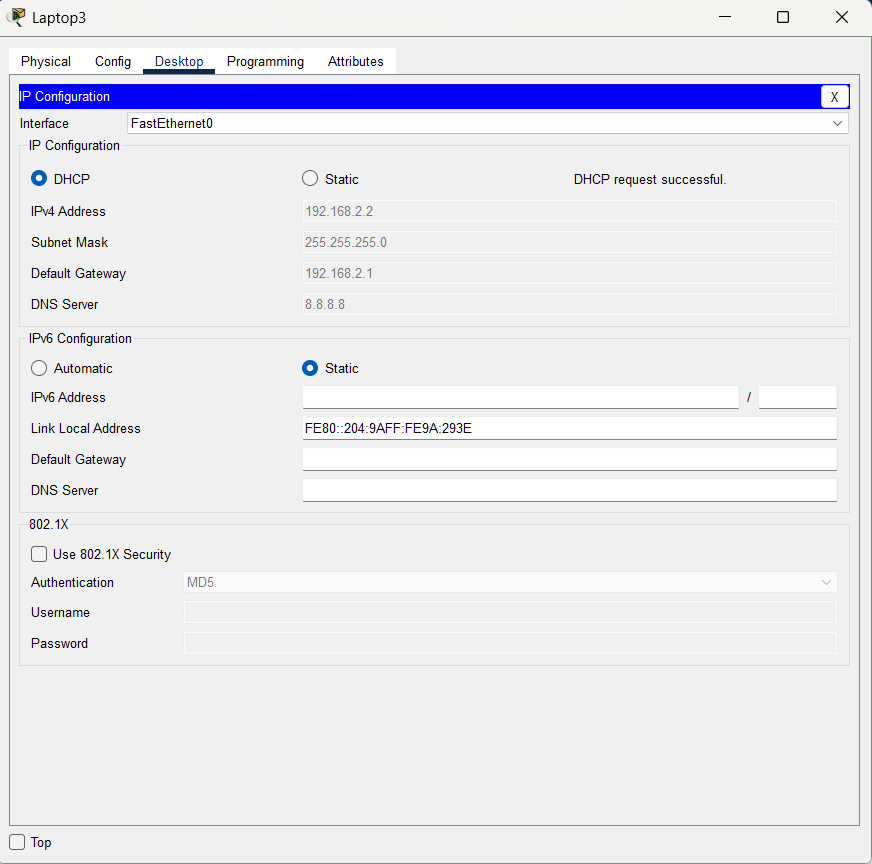 Laptop3
Physical Config Desktop Programming Attributes
IP Configuration X
Interface FastEthernet0
IP Configuration
DHCP Static DHCP request successful.
IPv4 Address 192.168.2.2
Subnet Mask 255.255.255.0
Default Gateway 192.168.2.1
DNS Server 8.8.8.8
IPv6 Configuration
Automatic Static
IPv6 Address /
Link Local Address FE80::204:9AFF:FE9A:293E
Default Gateway
DNS Server
802.1X
Use 802.1X Security
Authentication MD5
Username
Password
Top